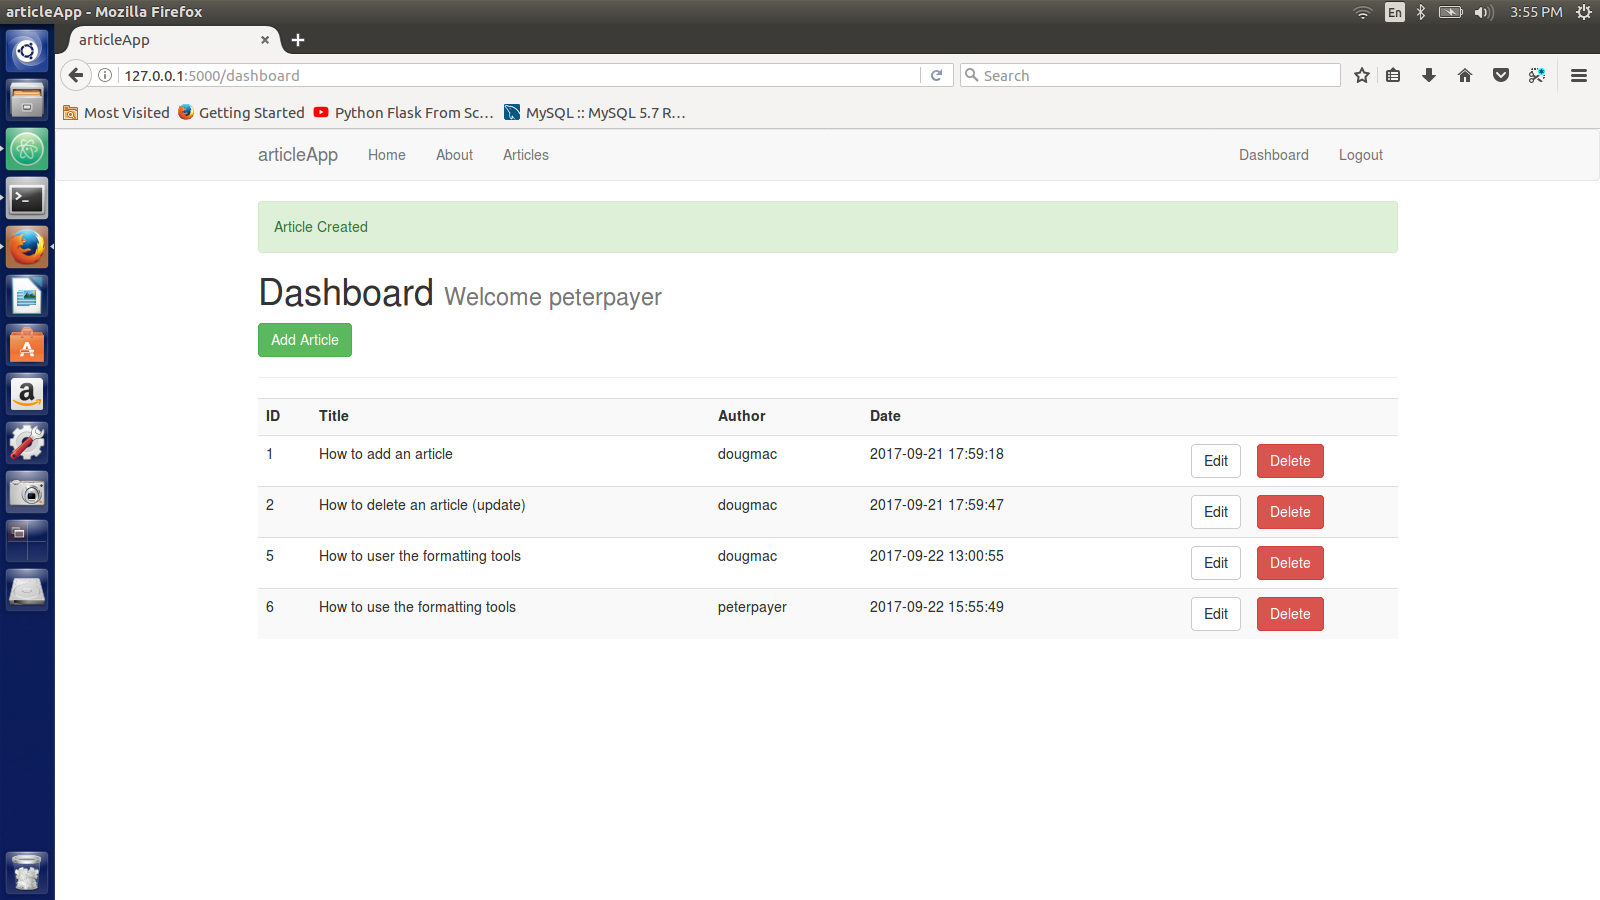 articleApp - Mozilla Firefox
En
3:55 PM
articleApp
127.0.0.1:5000/dashboard
Search
Most Visited
Getting Started
Python Flask From Sc...
MySQL :: MySQL 5.7 R...
articleApp Home About Articles Dashboard Logout
Article Created
Dashboard Welcome peterpayer
Add Article
ID Title Author Date
1 How to add an article dougmac 2017-09-21 17:59:18 Edit Delete
2 How to delete an article (update) dougmac 2017-09-21 17:59:47 Edit Delete
5 How to user the formatting tools dougmac 2017-09-22 13:00:55 Edit Delete
6 How to use the formatting tools peterpayer 2017-09-22 15:55:49 Edit Delete